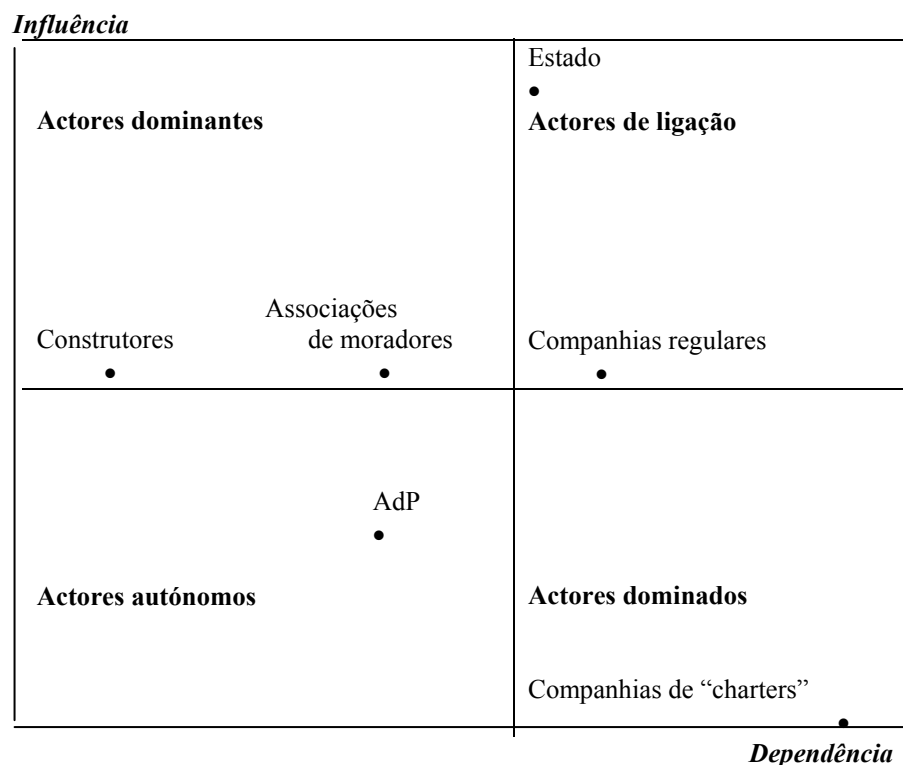 Influência
Estado
Actores dominantes
Actores de ligação
Associações
Construtores
de moradores
Companhias regulares
AdP
Actores autónomos
Actores dominados
Companhias de “charters”
Dependência